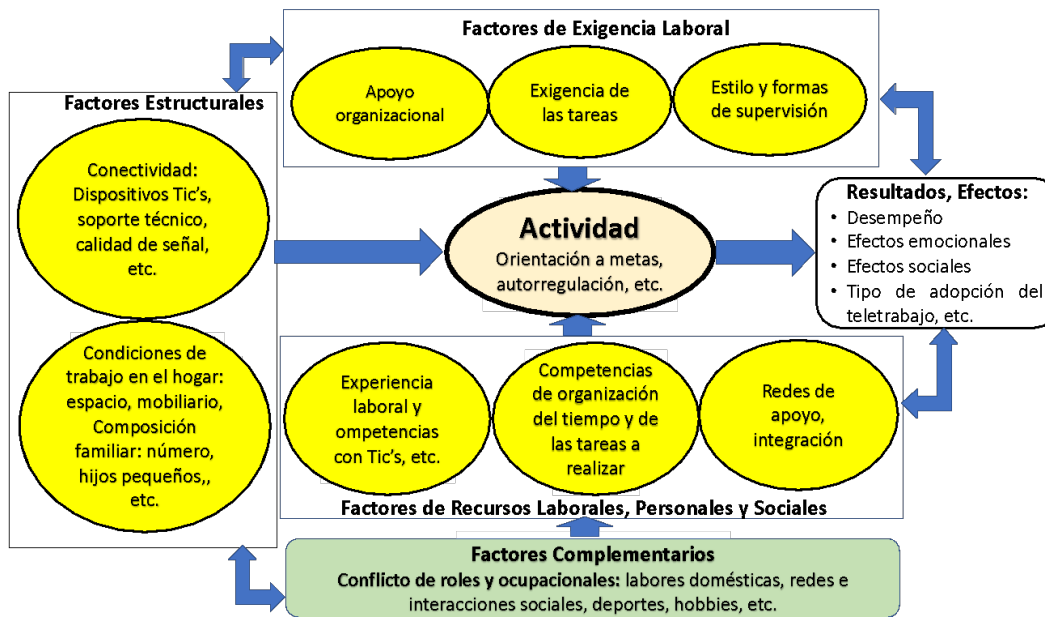 Factores de Exigencia Laboral
Apoyo
organizacional
Exigencia de
las tareas
Estilo y formas
de supervisión
Factores Estructurales
Conectividad:
Dispositivos Tic's,
soporte técnico,
calidad de señal,
etc.
Condiciones de
trabajo en el hogar:
espacio, mobiliario,
Composición
familiar: número,
hijos pequeños,,
etc.
Actividad
Orientación a metas,
autorregulación, etc.
Resultados, Efectos:
• Desempeño
• Efectos emocionales
• Efectos sociales
• Tipo de adopción del
teletrabajo, etc.
Experiencia
laboral y
ompetencias
con Tic's, etc.
Competencias
de organización
del tiempo y de
las tareas a
realizar
Redes de
apoyo,
integración
Factores de Recursos Laborales, Personales y Sociales
Factores Complementarios
Conflicto de roles y ocupacionales: labores domésticas, redes e
interacciones sociales, deportes, hobbies, etc.